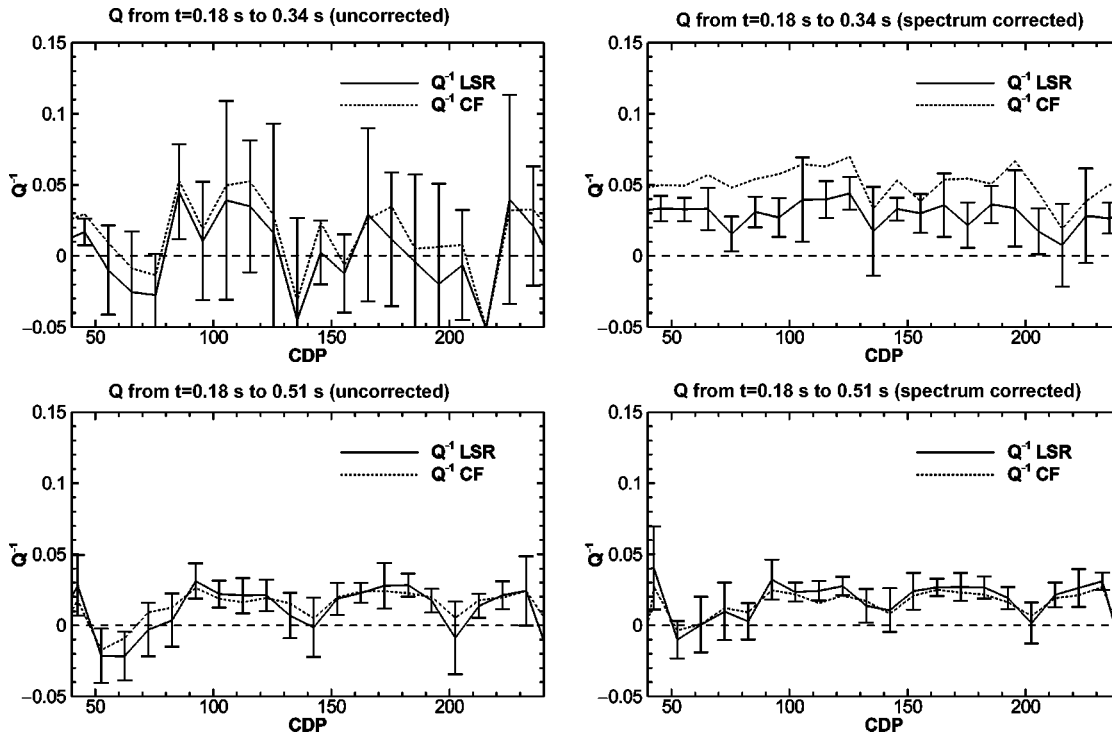 Q from t=0.18 s to 0.34 s (uncorrected)
0.15
0.1
0.05
0
−0.05
Q⁻¹
Q⁻¹ LSR
Q⁻¹ CF
50
100
150
200
CDP
Q from t=0.18 s to 0.34 s (spectrum corrected)
0.15
0.1
0.05
0
−0.05
Q⁻¹
Q⁻¹ LSR
Q⁻¹ CF
50
100
150
200
CDP
Q from t=0.18 s to 0.51 s (uncorrected)
0.15
0.1
0.05
0
−0.05
Q⁻¹
Q⁻¹ LSR
Q⁻¹ CF
50
100
150
200
CDP
Q from t=0.18 s to 0.51 s (spectrum corrected)
0.15
0.1
0.05
0
−0.05
Q⁻¹
Q⁻¹ LSR
Q⁻¹ CF
50
100
150
200
CDP